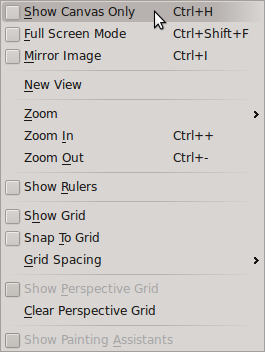 Show Canvas Only Ctrl+H
Full Screen Mode Ctrl+Shift+F
Mirror Image Ctrl+I
New View
Zoom
Zoom In Ctrl++
Zoom Out Ctrl+-
Show Rulers
Show Grid
Snap To Grid
Grid Spacing
Show Perspective Grid
Clear Perspective Grid
Show Painting Assistants